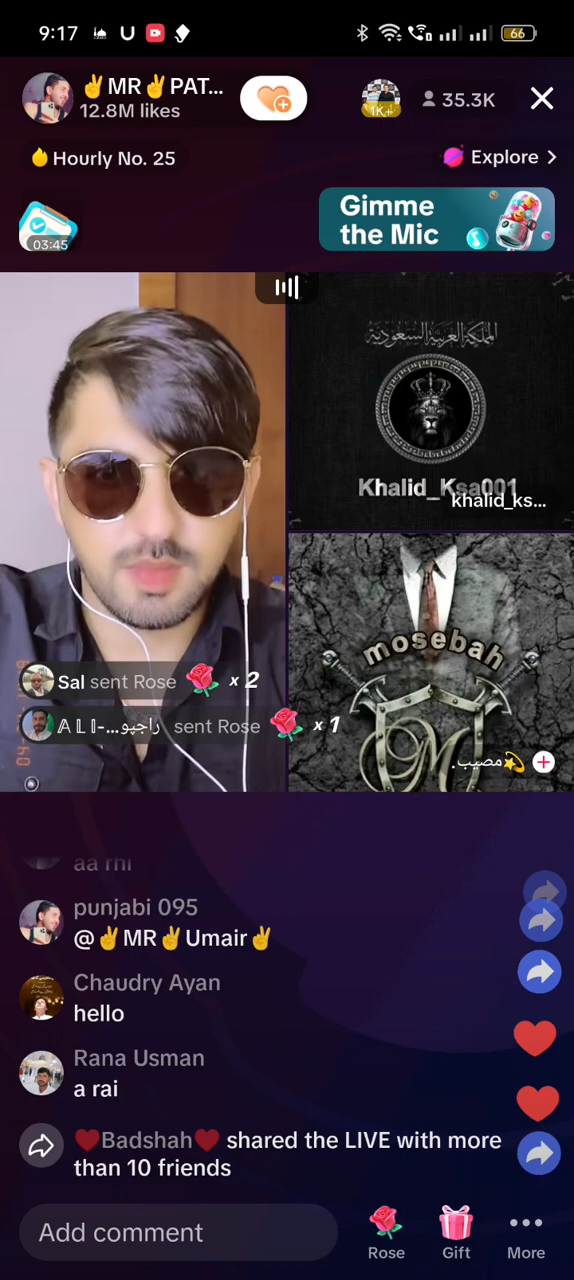 9:17
66
✌️MR✌️PAT...
12.8M likes
1K+
35.3K
Hourly No. 25
Explore >
03:45
Gimme
the Mic
المملكة العربية السعودية
Khalid_Ksa001
khalid_ks...
mosebah
Sal sent Rose x 2
𝔸 𝕃 𝕀 -...راجپو sent Rose x 1
.مصيب💫
aa rhi
punjabi 095
@✌️MR✌️Umair✌️
Chaudry Ayan
hello
Rana Usman
a rai
❤️Badshah❤️ shared the LIVE with more
than 10 friends
Add comment
Rose
Gift
More